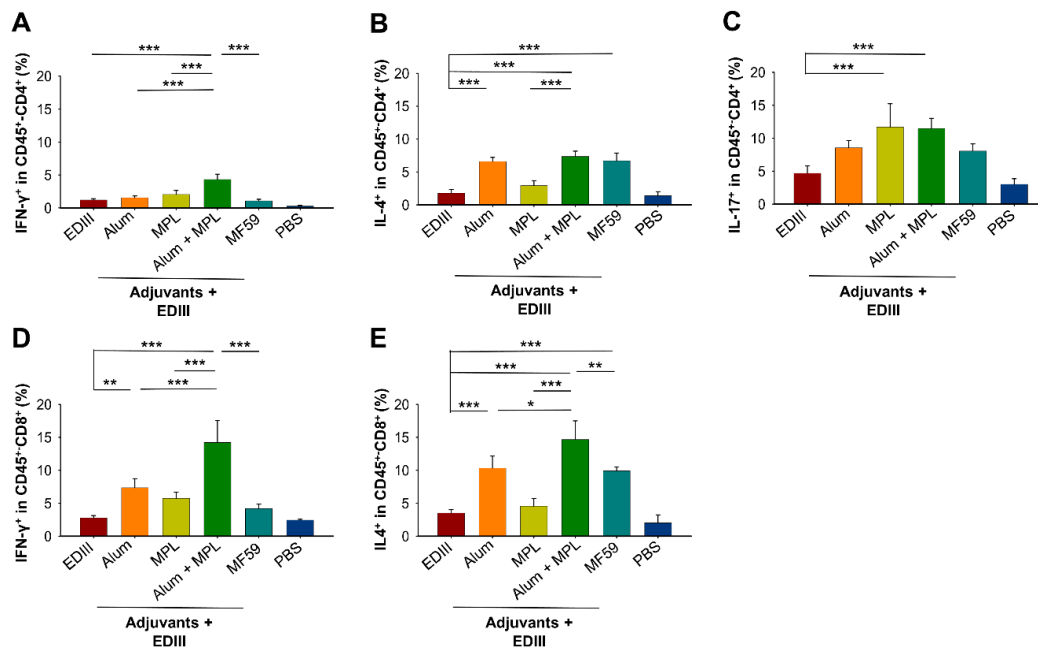 A
IFN-γ+ in CD45+-CD4+ (%)
20
15
10
5
0
***
***
***
***
EDIII
Alum
MPL
Alum + MPL
MF59
PBS
Adjuvants +
EDIII
B
IL-4+ in CD45+-CD4+ (%)
20
15
10
5
0
***
***
***
***
EDIII
Alum
MPL
Alum + MPL
MF59
PBS
Adjuvants +
EDIII
C
IL-17+ in CD45+-CD4+ (%)
20
15
10
5
0
***
***
EDIII
Alum
MPL
Alum + MPL
MF59
PBS
Adjuvants +
EDIII
D
IFN-γ+ in CD45+-CD8+ (%)
20
15
10
5
0
***
***
***
**
***
EDIII
Alum
MPL
Alum + MPL
MF59
PBS
Adjuvants +
EDIII
E
IL4+ in CD45+-CD8+ (%)
20
15
10
5
0
***
***
**
***
***
*
EDIII
Alum
MPL
Alum + MPL
MF59
PBS
Adjuvants +
EDIII